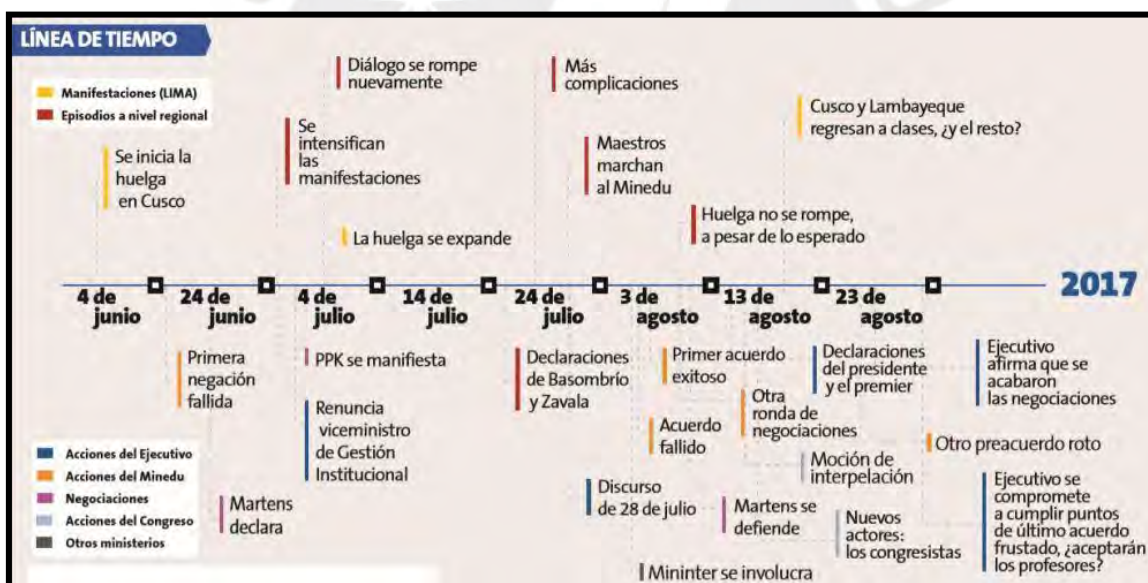 LÍNEA DE TIEMPO
Manifestaciones (LIMA)
Episodios a nivel regional
Se inicia la
huelga
en Cusco
Se
intensifican
las
manifestaciones
Diálogo se rompe
nuevamente
La huelga se expande
Más
complicaciones
Maestros
marchan
al Minedu
Huelga no se rompe,
a pesar de lo esperado
Cusco y Lambayeque
regresan a clases, ¿y el resto?
4 de
junio
24 de
junio
4 de
julio
14 de
julio
24 de
julio
3 de
agosto
13 de
agosto
23 de
agosto
2017
Primera
negación
fallida
Martens
declara
PPK se manifiesta
Renuncia
viceministro
de Gestión
Institucional
Declaraciones
de Basombrío
y Zavala
Discurso
de 28 de julio
Primer acuerdo
exitoso
Acuerdo
fallido
Otra
ronda de
negociaciones
Martens se
defiende
Mininter se involucra
Declaraciones
del presidente
y el premier
Moción de
interpelación
Nuevos
actores:
los congresistas
Ejecutivo
afirma que se
acabaron
las negociaciones
Otro preacuerdo roto
Ejecutivo se
compromete
a cumplir puntos
de último acuerdo
frustado, ¿aceptarán
los profesores?
Acciones del Ejecutivo
Acciones del Minedu
Negociaciones
Acciones del Congreso
Otros ministerios